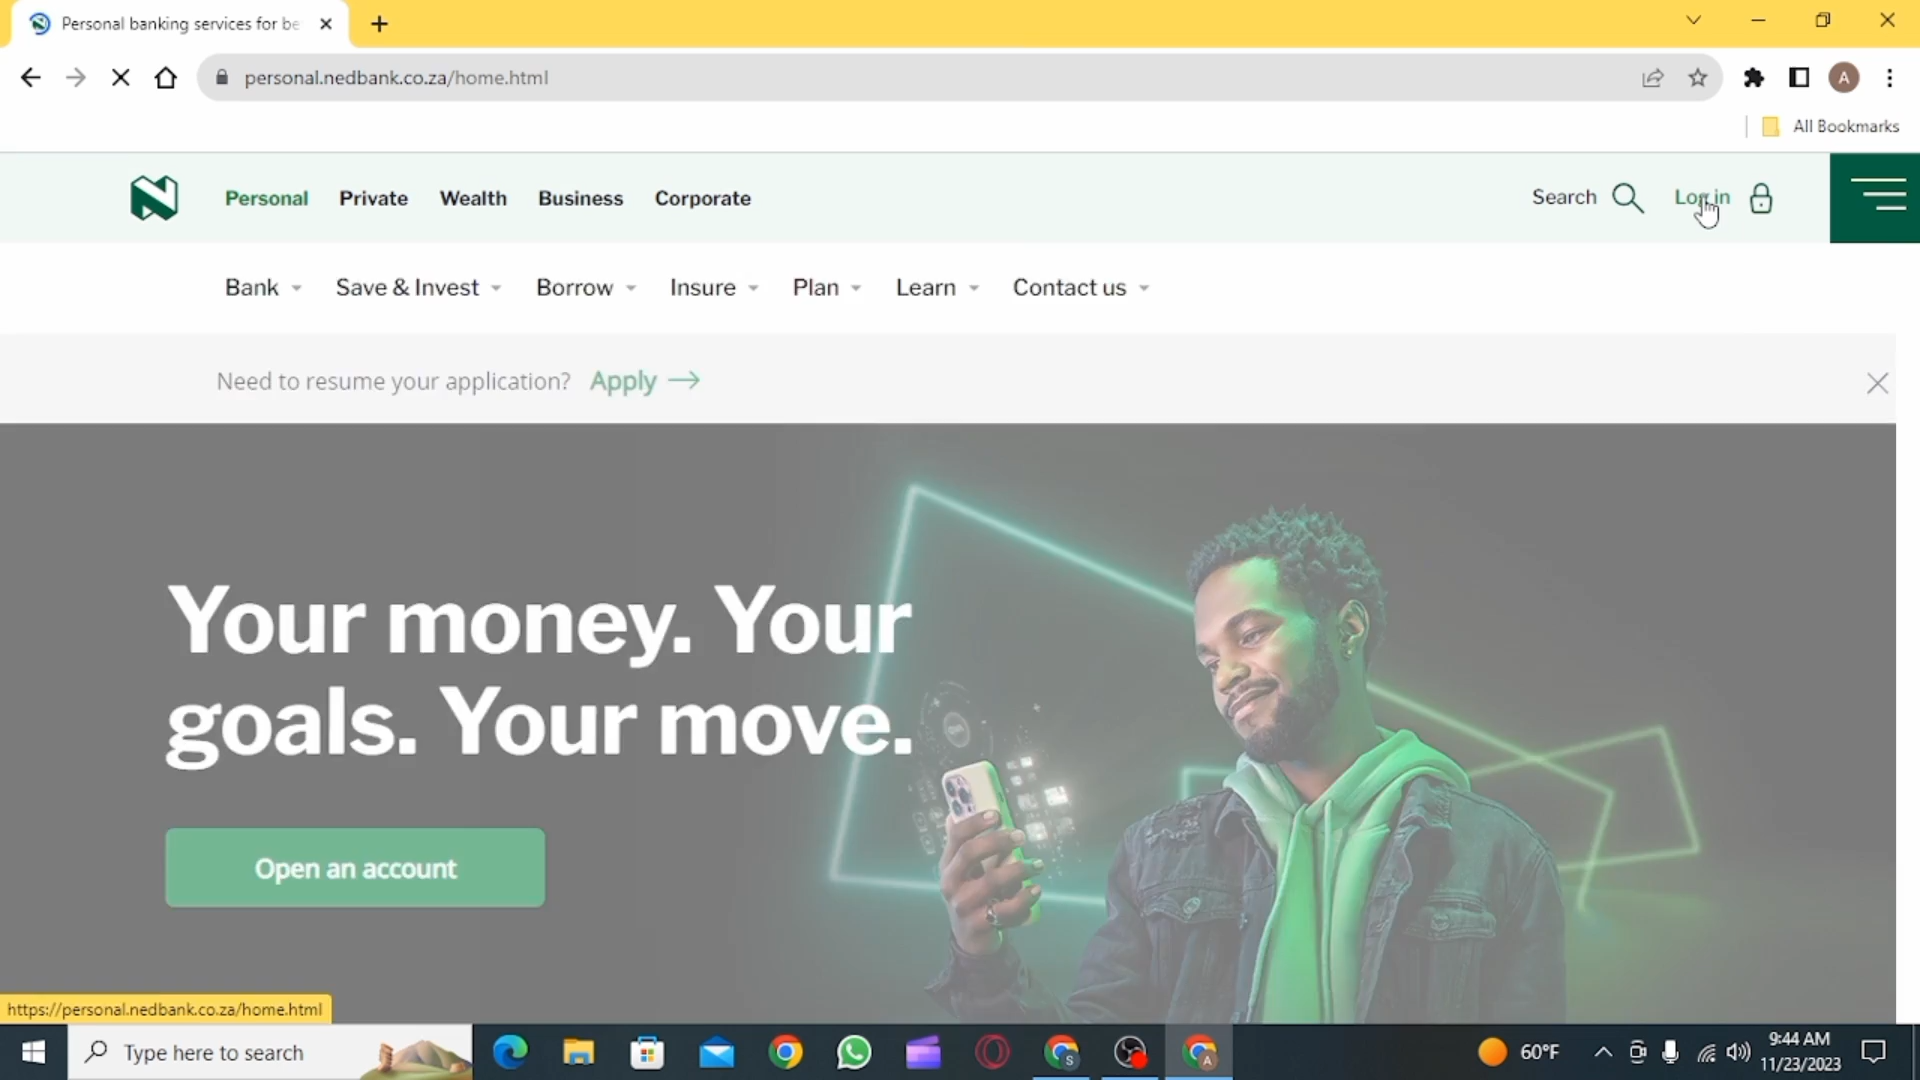 Personal banking services for be
personal.nedbank.co.za/home.html
A
All Bookmarks
Personal Private Wealth Business Corporate
Search Log in
Bank Save & Invest Borrow Insure Plan Learn Contact us
Need to resume your application? Apply
Your money. Your
goals. Your move.
Open an account
https://personal.nedbank.co.za/home.html
Type here to search
S
A
60°F
9:44 AM
11/23/2023